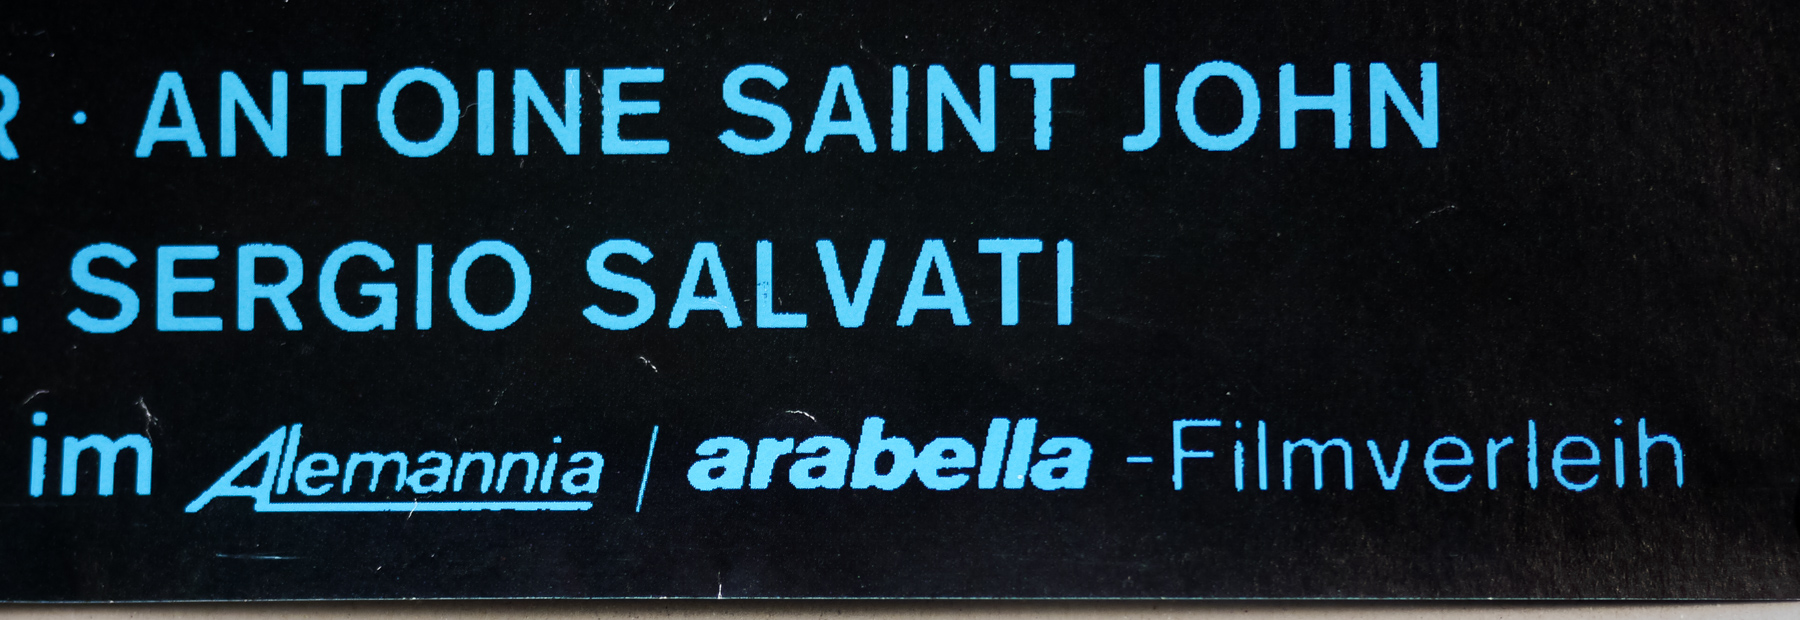 R · ANTOINE SAINT JOHN
: SERGIO SALVATI
im Alemannia / arabella -Filmverleih